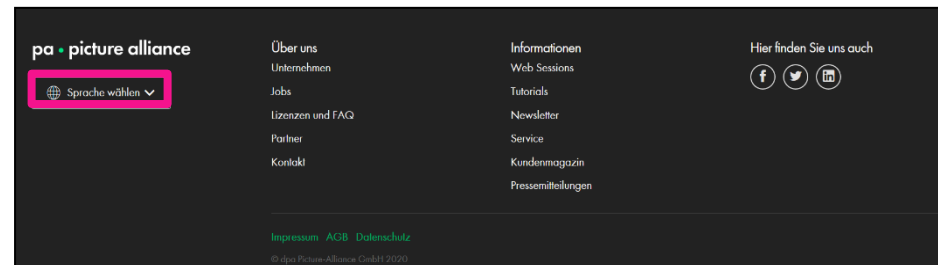 pa • picture alliance
Sprache wählen
Über uns
Unternehmen
Jobs
Lizenzen und FAQ
Partner
Kontakt
Informationen
Web Sessions
Tutorials
Newsletter
Service
Kundenmagazin
Pressemitteilungen
Hier finden Sie uns auch
f
in
Impressum AGB Datenschutz
© dpa Picture-Alliance GmbH 2020